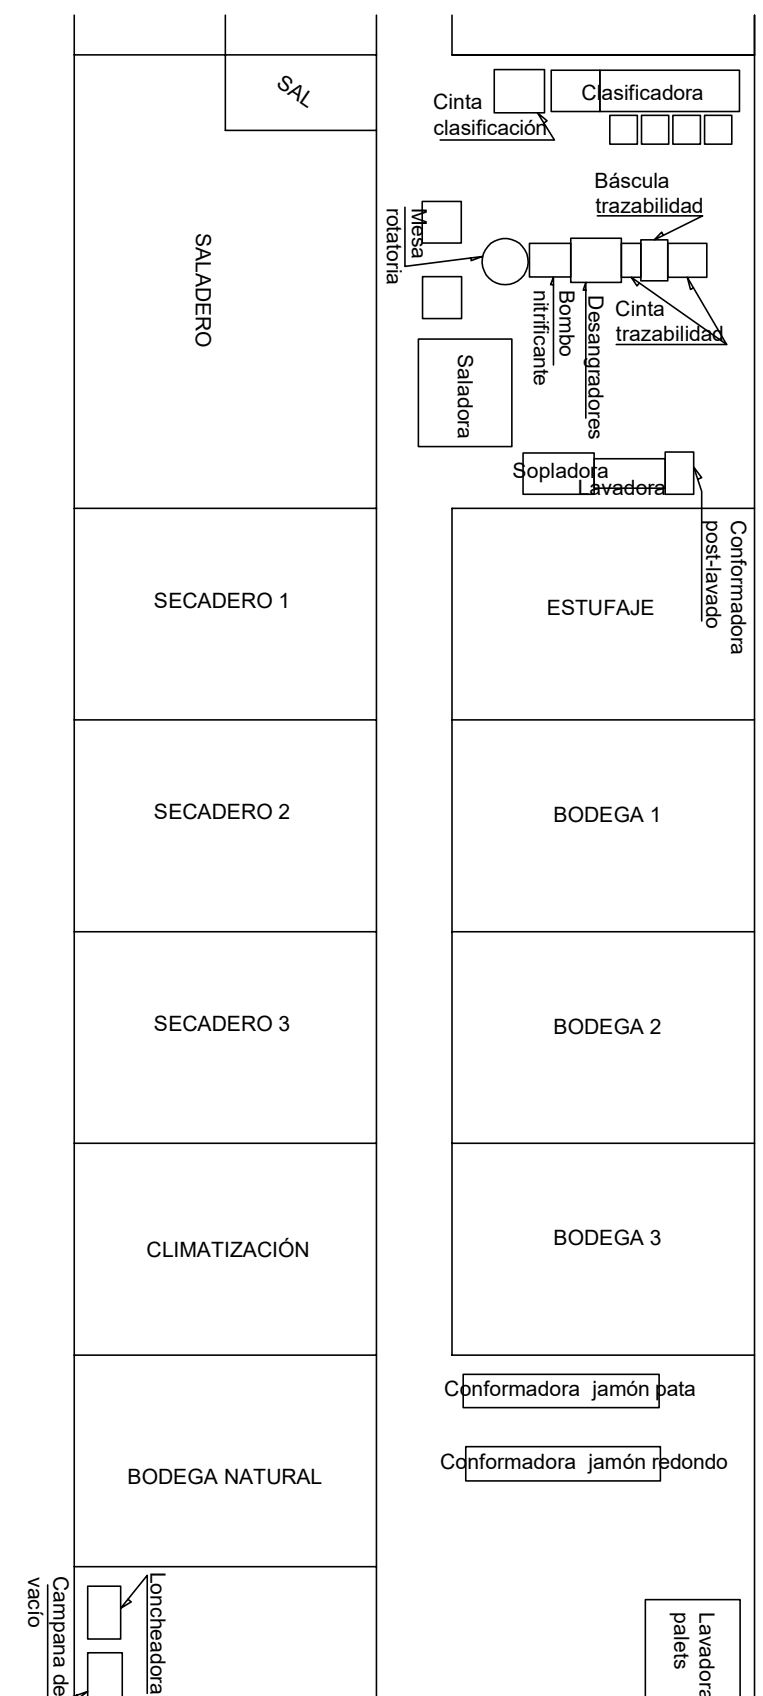 SAL
Clasificadora
Cinta
clasificación
Báscula
trazabilidad
Mesa
rotatoria
SALADERO
Bombo
nitrificante
Desangradores
Cinta
trazabilidad
Saladora
Sopladora
Lavadora
Conformadora
post-lavado
SECADERO 1
ESTUFAJE
SECADERO 2
BODEGA 1
SECADERO 3
BODEGA 2
CLIMATIZACIÓN
BODEGA 3
Conformadora jamón pata
Conformadora jamón redondo
BODEGA NATURAL
Campana de
vacío
Loncheadora
Lavadora
palets